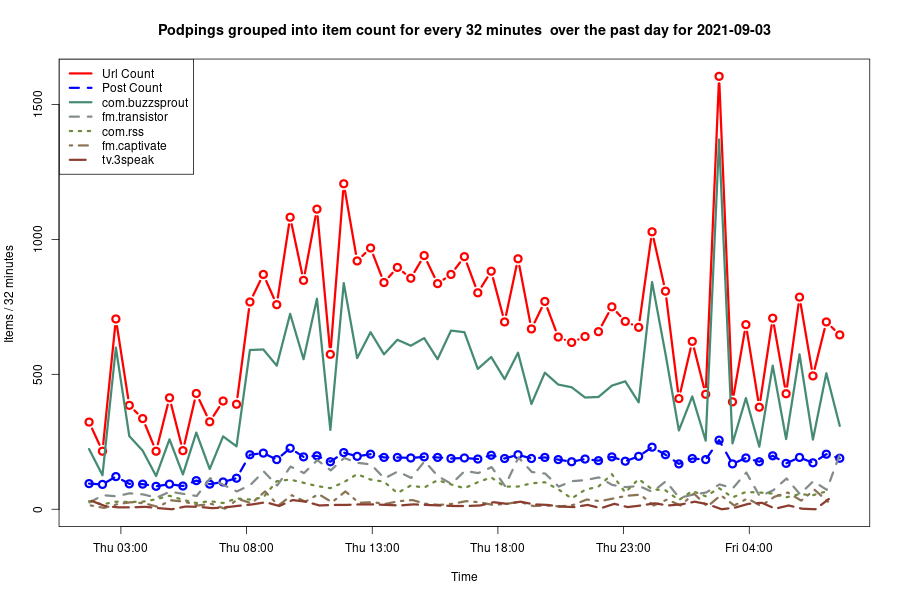 Podpings grouped into item count for every 32 minutes  over the past day for 2021-09-03
Url Count
Post Count
com.buzzsprout
fm.transistor
com.rss
fm.captivate
tv.3speak
Items / 32 minutes
1500
1000
500
0
Thu 03:00
Thu 08:00
Thu 13:00
Thu 18:00
Thu 23:00
Fri 04:00
Time